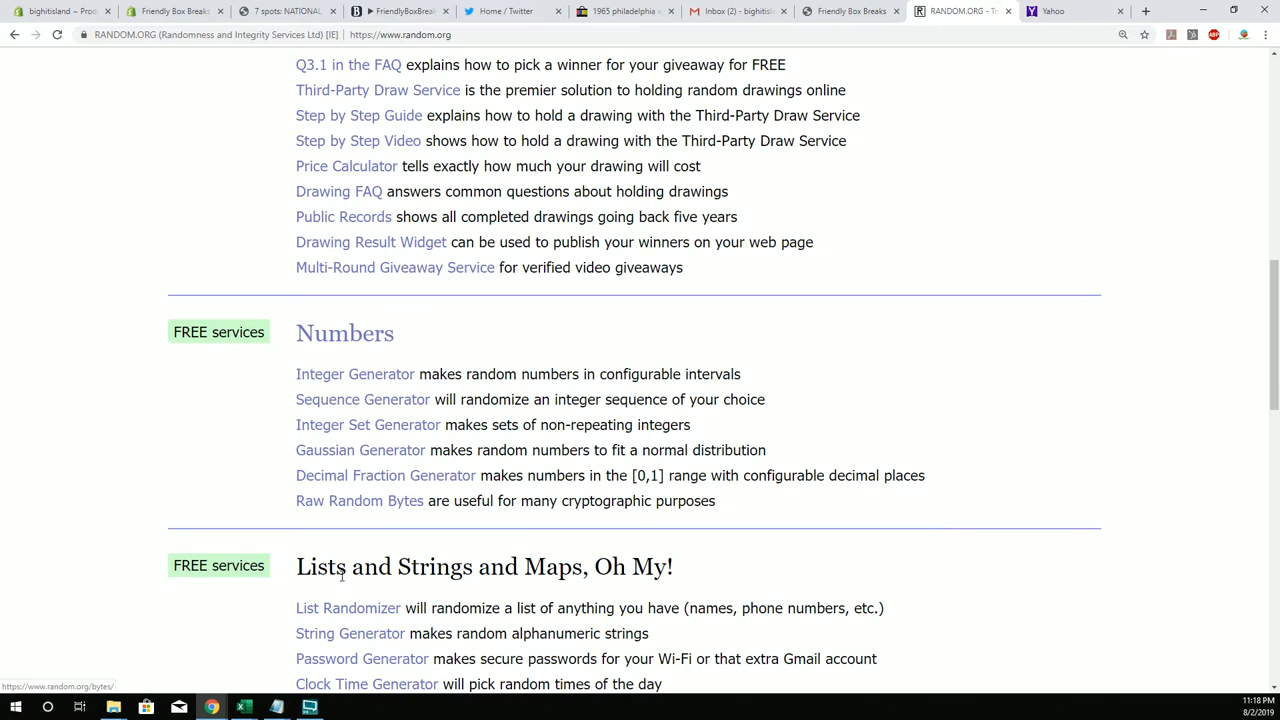 bighitisland ~ Prod
Friendly Box Breaks
7 spots: NATIONAL
FriendlyBoxBreak
Home / Twitter
1965 philadelphia
Inbox (2) - bighitisl
Friendly Box Breaks
RANDOM.ORG - Tr
Yahoo
RANDOM.ORG (Randomness and Integrity Services Ltd) [IE] | https://www.random.org
Q3.1 in the FAQ explains how to pick a winner for your giveaway for FREE
Third-Party Draw Service is the premier solution to holding random drawings online
Step by Step Guide explains how to hold a drawing with the Third-Party Draw Service
Step by Step Video shows how to hold a drawing with the Third-Party Draw Service
Price Calculator tells exactly how much your drawing will cost
Drawing FAQ answers common questions about holding drawings
Public Records shows all completed drawings going back five years
Drawing Result Widget can be used to publish your winners on your web page
Multi-Round Giveaway Service for verified video giveaways
FREE services
Numbers
Integer Generator makes random numbers in configurable intervals
Sequence Generator will randomize an integer sequence of your choice
Integer Set Generator makes sets of non-repeating integers
Gaussian Generator makes random numbers to fit a normal distribution
Decimal Fraction Generator makes numbers in the [0,1] range with configurable decimal places
Raw Random Bytes are useful for many cryptographic purposes
FREE services
Lists and Strings and Maps, Oh My!
List Randomizer will randomize a list of anything you have (names, phone numbers, etc.)
String Generator makes random alphanumeric strings
Password Generator makes secure passwords for your Wi-Fi or that extra Gmail account
Clock Time Generator will pick random times of the day
https://www.random.org/bytes/
11:18 PM
8/2/2019